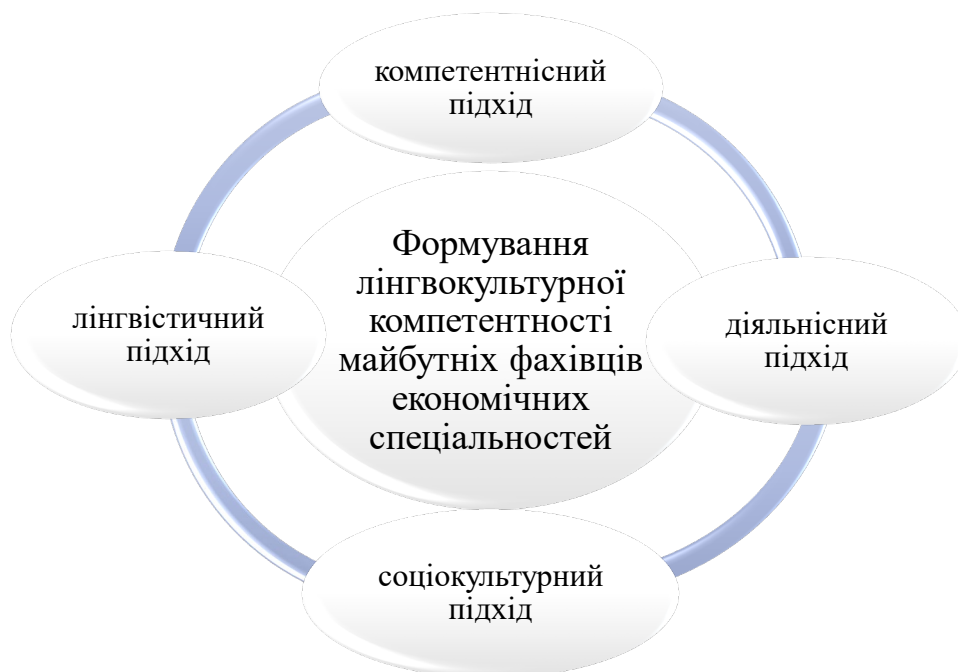 компетентнісний
підхід
Формування
лінгвокультурної
компетентності
майбутніх фахівців
економічних
спеціальностей
лінгвістичний
підхід
діяльнісний
підхід
соціокультурний
підхід